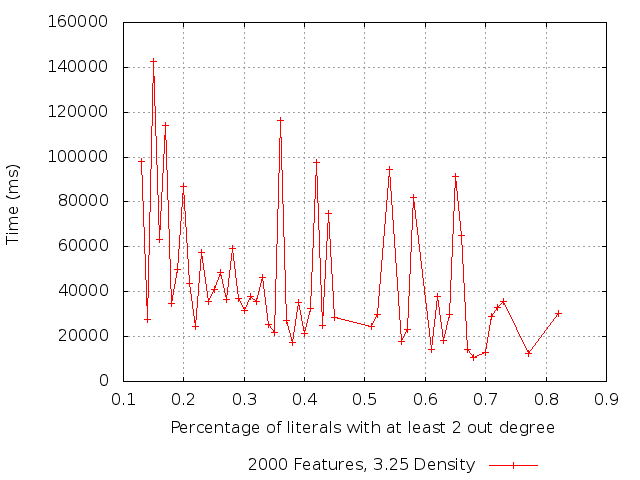 160000
140000
120000
100000
80000
60000
40000
20000
0
Time (ms)
0.1 0.2 0.3 0.4 0.5 0.6 0.7 0.8 0.9
Percentage of literals with at least 2 out degree
2000 Features, 3.25 Density